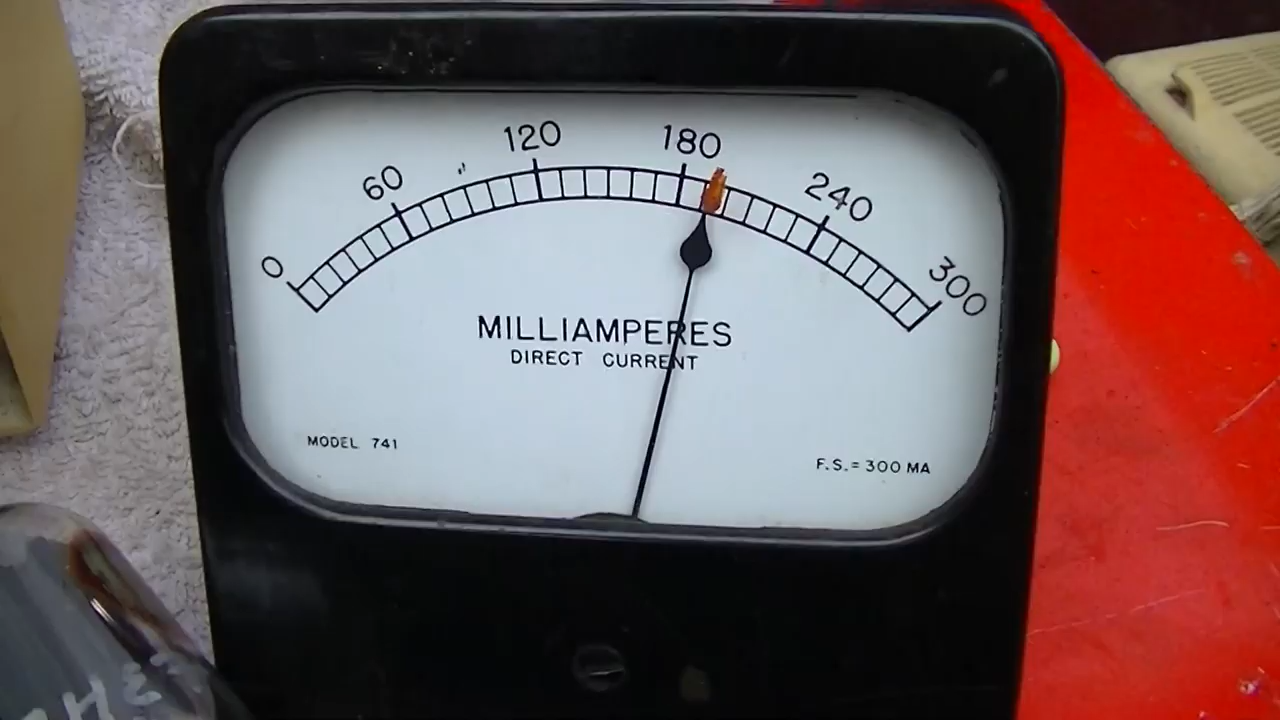 0 60 120 180 240 300
MILLIAMPERES
DIRECT CURRENT
MODEL 741
F.S.= 300 MA